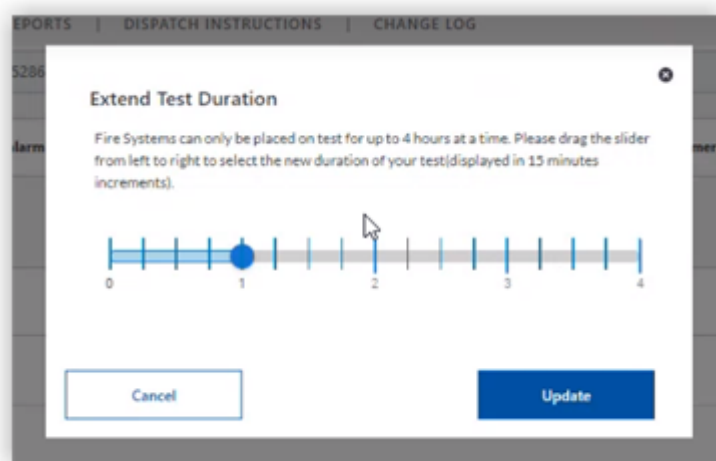 EPORTS | DISPATCH INSTRUCTIONS | CHANGE LOG
5286
Extend Test Duration
Fire Systems can only be placed on test for up to 4 hours at a time. Please drag the slider
alarm
mer
from left to right to select the new duration of your test(displayed in 15 minutes
increments).
0 1 2 3 4
Cancel Update